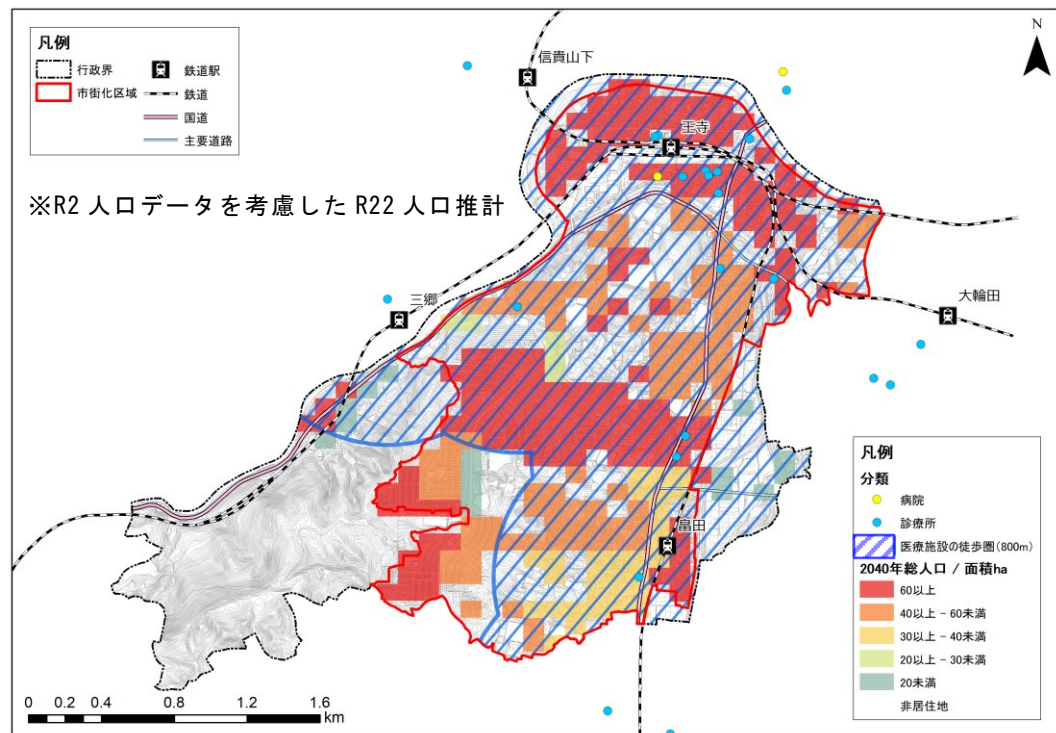 凡例
行政界
鉄道駅
市街化区域
鉄道
国道
主要道路
※R2 人口データを考慮した R22 人口推計
N
信貴山下
王寺
三郷
大輪田
畠田
凡例
分類
病院
診療所
医療施設の徒歩圏(800m)
2040年総人口 / 面積ha
60以上
40以上 - 60未満
30以上 - 40未満
20以上 - 30未満
20未満
非居住地
0 0.2 0.4 0.8 1.2 1.6
km